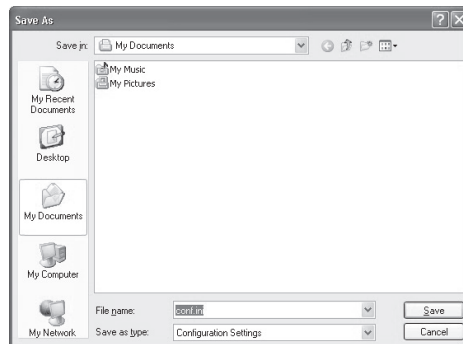 Save As
Save in:
My Documents
My Music
My Pictures
My Recent
Documents
Desktop
My Documents
My Computer
My Network
File name:
conf.ini
Save
Save as type:
Configuration Settings
Cancel